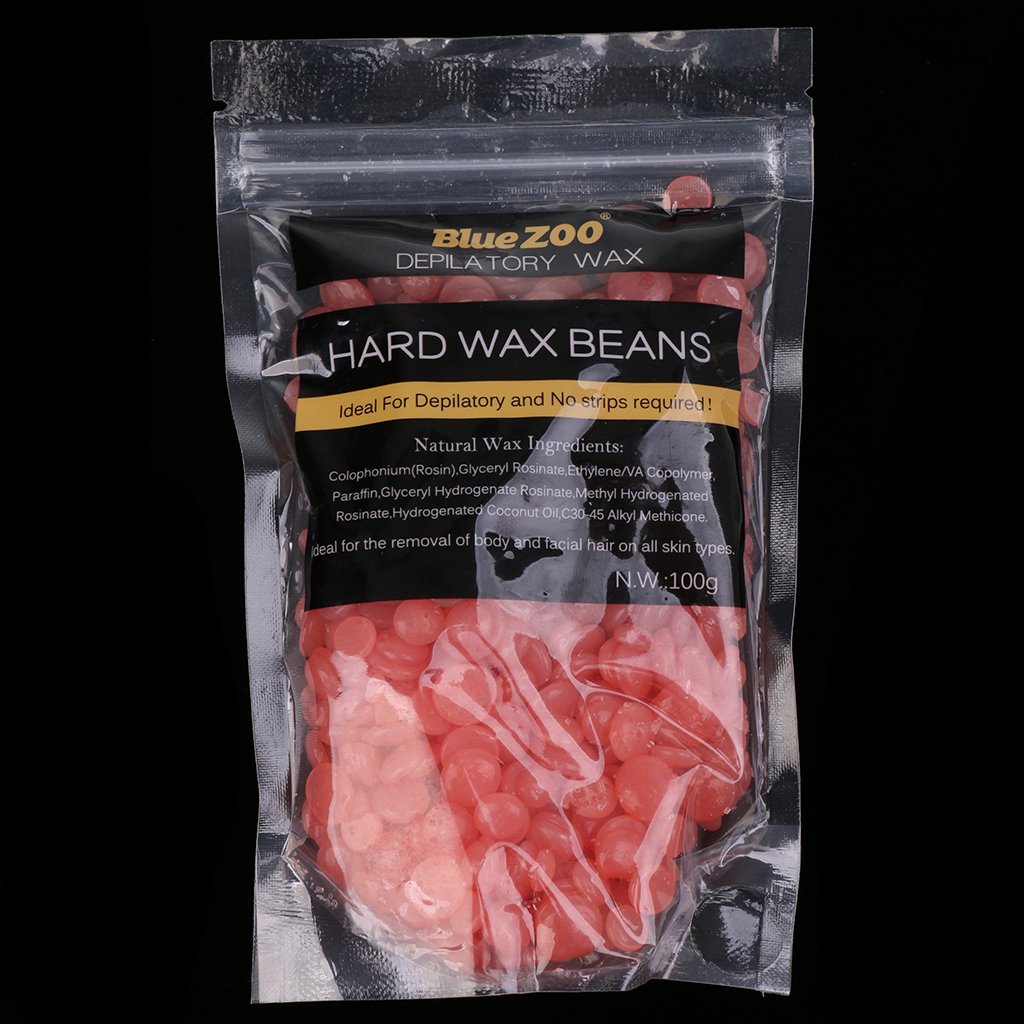 Blue ZOO®
DEPILATORY WAX
HARD WAX BEANS
Ideal For Depilatory and No strips required!
Natural Wax Ingredients:
Colophonium(Rosin),Glyceryl Rosinate,Ethylene/VA Copolymer,
Paraffin,Glyceryl Hydrogenate Rosinate,Methyl Hydrogenated
Rosinate,Hydrogenated Coconut Oil,C30-45 Alkyl Methicone.
Ideal for the removal of body and facial hair on all skin types.
N.W.:100g